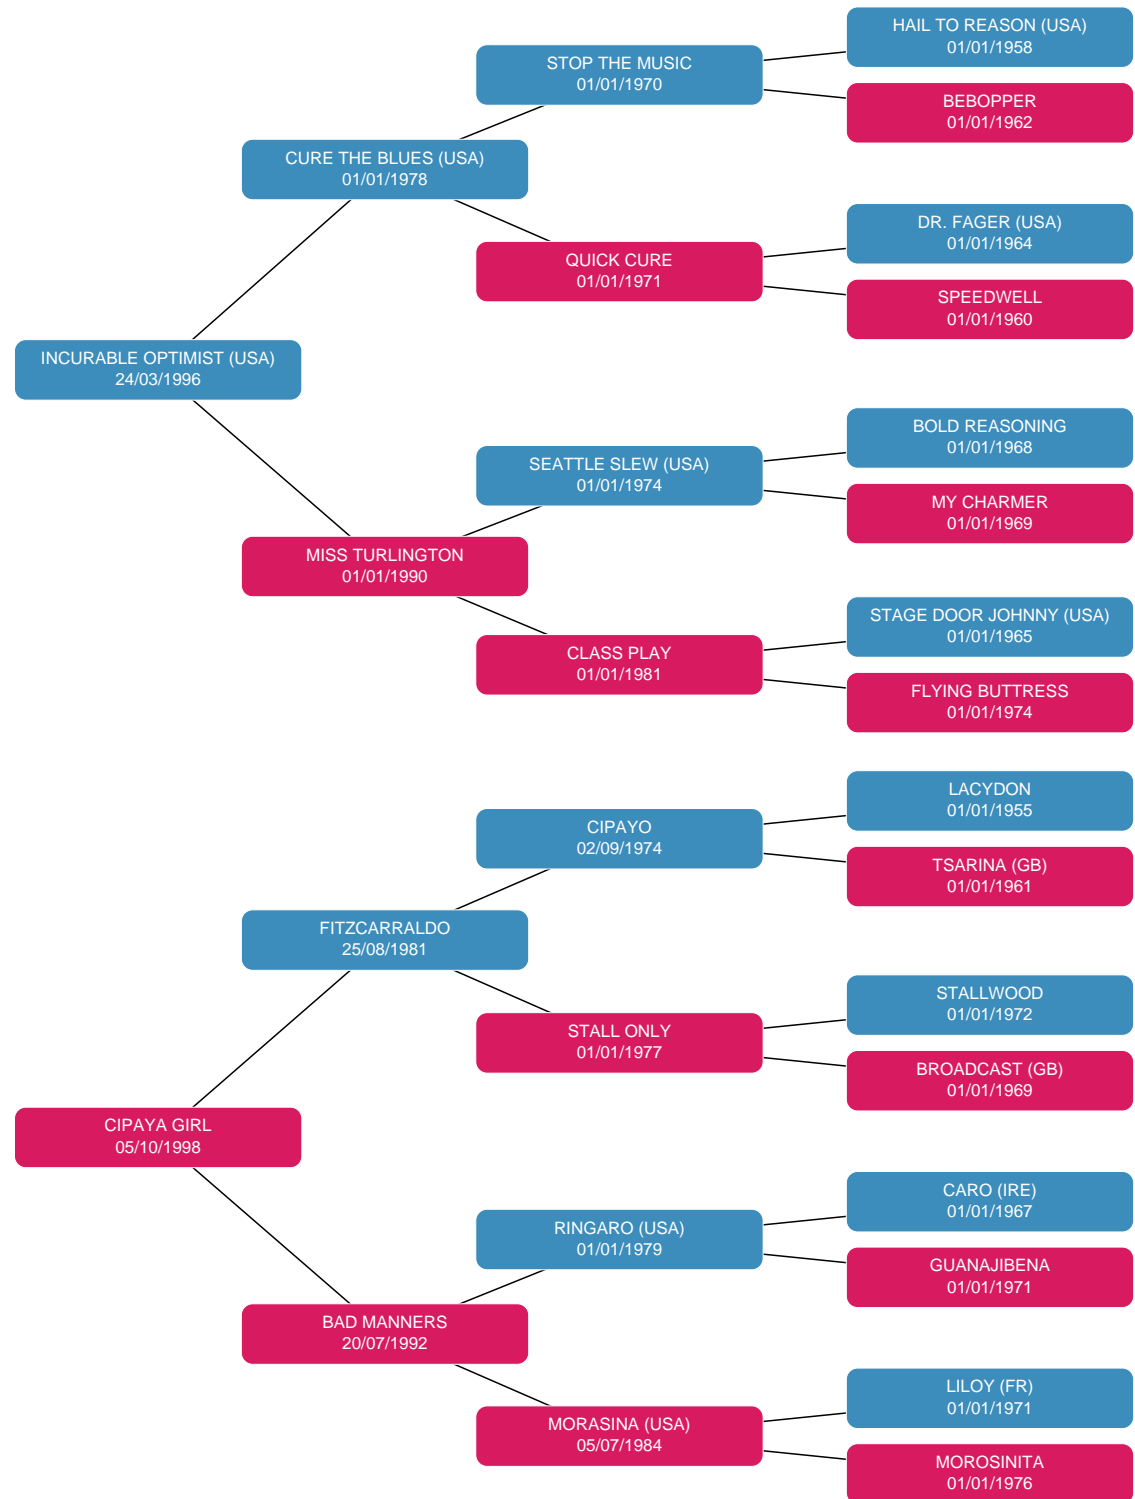 HAIL TO REASON (USA)
01/01/1958
STOP THE MUSIC
01/01/1970
BEBOPPER
01/01/1962
CURE THE BLUES (USA)
01/01/1978
DR. FAGER (USA)
01/01/1964
QUICK CURE
01/01/1971
SPEEDWELL
01/01/1960
INCURABLE OPTIMIST (USA)
24/03/1996
BOLD REASONING
01/01/1968
SEATTLE SLEW (USA)
01/01/1974
MY CHARMER
01/01/1969
MISS TURLINGTON
01/01/1990
STAGE DOOR JOHNNY (USA)
01/01/1965
CLASS PLAY
01/01/1981
FLYING BUTTRESS
01/01/1974
LACYDON
01/01/1955
CIPAYO
02/09/1974
TSARINA (GB)
01/01/1961
FITZCARRALDO
25/08/1981
STALLWOOD
01/01/1972
STALL ONLY
01/01/1977
BROADCAST (GB)
01/01/1969
CIPAYA GIRL
05/10/1998
CARO (IRE)
01/01/1967
RINGARO (USA)
01/01/1979
GUANAJIBENA
01/01/1971
BAD MANNERS
20/07/1992
LILOY (FR)
01/01/1971
MORASINA (USA)
05/07/1984
MOROSINITA
01/01/1976